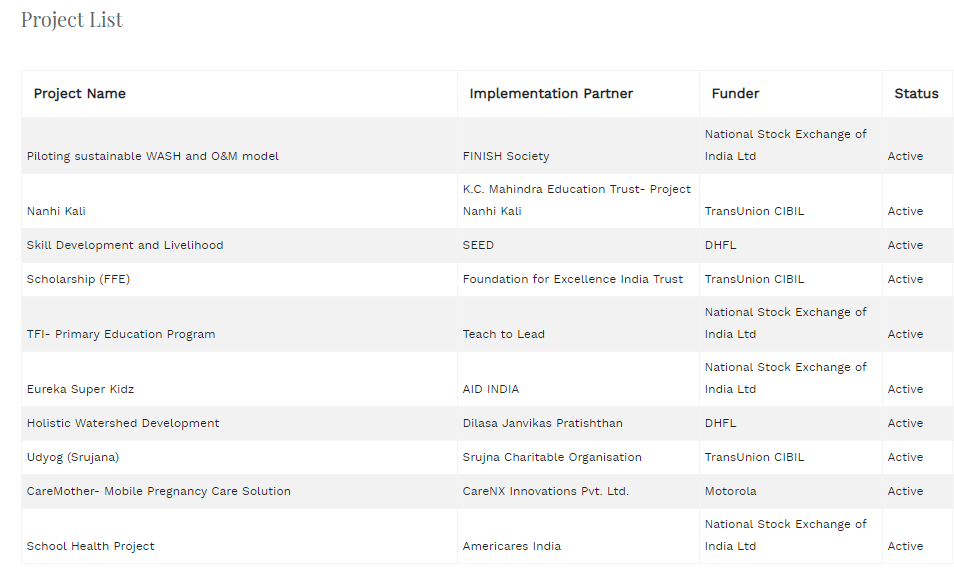 Project List
Project Name Implementation Partner Funder Status
National Stock Exchange of
Piloting sustainable WASH and O&M model FINISH Society India Ltd Active
K.C. Mahindra Education Trust- Project
Nanhi Kali Nanhi Kali TransUnion CIBIL Active
Skill Development and Livelihood SEED DHFL Active
Scholarship (FFE) Foundation for Excellence India Trust TransUnion CIBIL Active
National Stock Exchange of
TFI- Primary Education Program Teach to Lead India Ltd Active
National Stock Exchange of
Eureka Super Kidz AID INDIA India Ltd Active
Holistic Watershed Development Dilasa Janvikas Pratishthan DHFL Active
Udyog (Srujana) Srujna Charitable Organisation TransUnion CIBIL Active
CareMother- Mobile Pregnancy Care Solution CareNX Innovations Pvt. Ltd. Motorola Active
National Stock Exchange of
School Health Project Americares India India Ltd Active